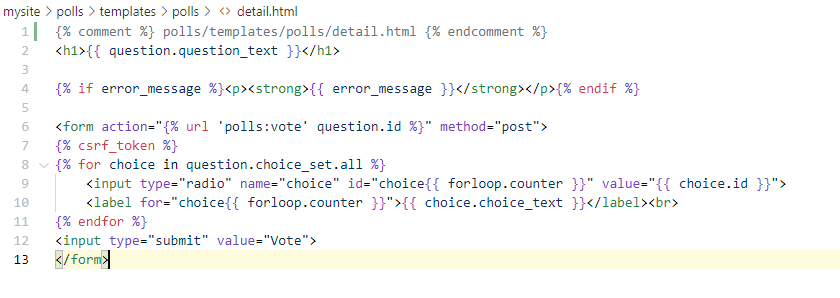 mysite > polls > templates > polls > <> detail.html
1 {% comment %} polls/templates/polls/detail.html {% endcomment %}
2 <h1>{{ question.question_text }}</h1>
3
4 {% if error_message %}<p><strong>{{ error_message }}</strong></p>{% endif %}
5
6 <form action="{% url 'polls:vote' question.id %}" method="post">
7 {% csrf_token %}
8 {% for choice in question.choice_set.all %}
9     <input type="radio" name="choice" id="choice{{ forloop.counter }}" value="{{ choice.id }}">
10     <label for="choice{{ forloop.counter }}">{{ choice.choice_text }}</label><br>
11 {% endfor %}
12 <input type="submit" value="Vote">
13 </form>